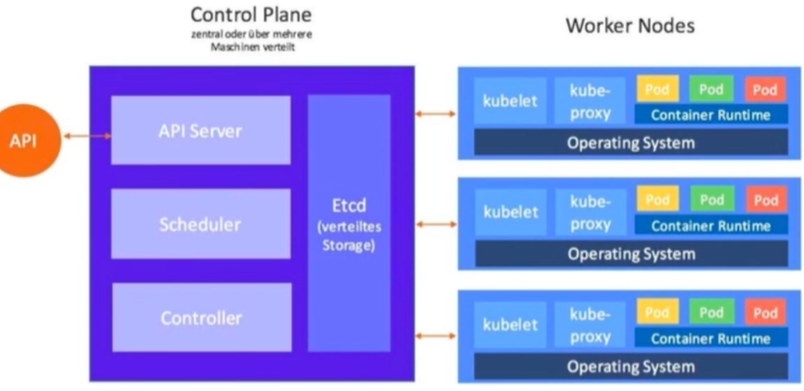 Control Plane
zentral oder über mehrere
Maschinen verteilt
Worker Nodes
API
API Server
Scheduler
Controller
Etcd
(verteiltes
Storage)
kubelet
kube-
proxy
Pod
Pod
Pod
Container Runtime
Operating System
kubelet
kube-
proxy
Pod
Pod
Pod
Container Runtime
Operating System
kubelet
kube-
proxy
Pod
Pod
Pod
Container Runtime
Operating System